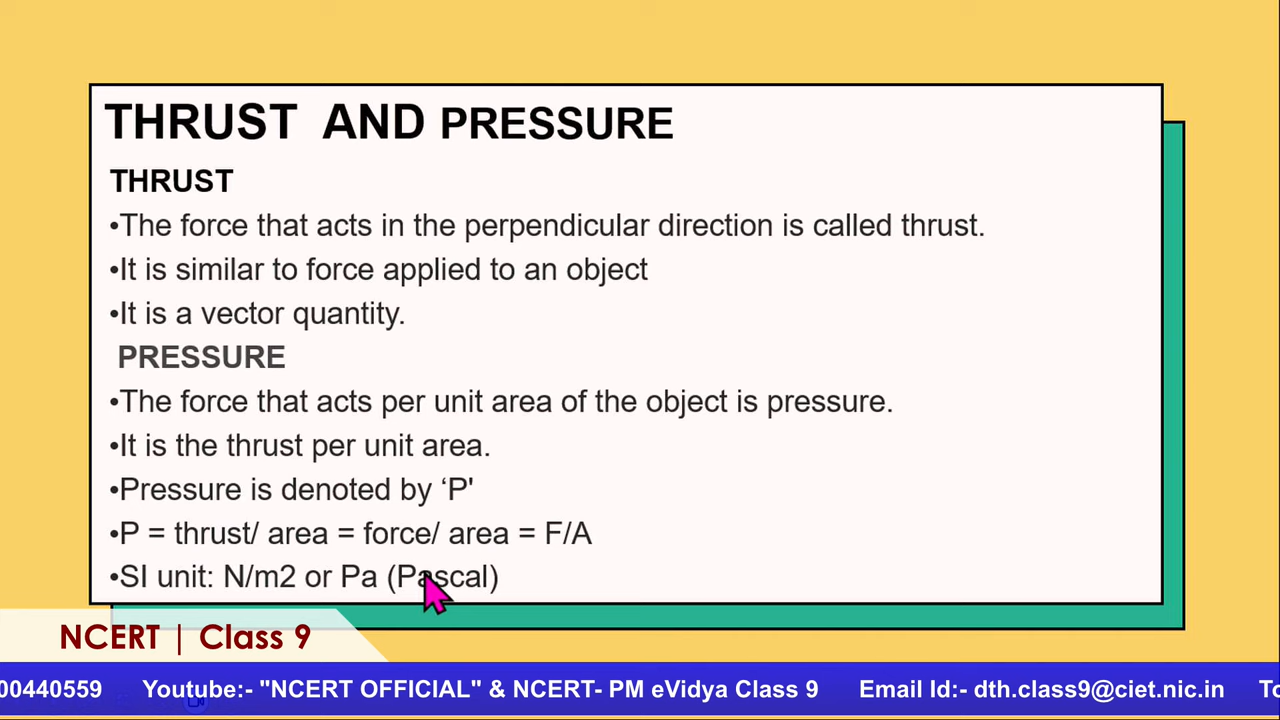 THRUST AND PRESSURE
THRUST
•The force that acts in the perpendicular direction is called thrust.
•It is similar to force applied to an object
•It is a vector quantity.
PRESSURE
•The force that acts per unit area of the object is pressure.
•It is the thrust per unit area.
•Pressure is denoted by ‘P'
•P = thrust/ area = force/ area = F/A
•SI unit: N/m2 or Pa (Pascal)
NCERT | Class 9
00440559 Youtube:- "NCERT OFFICIAL" & NCERT- PM eVidya Class 9 Email Id:- dth.class9@ciet.nic.in To